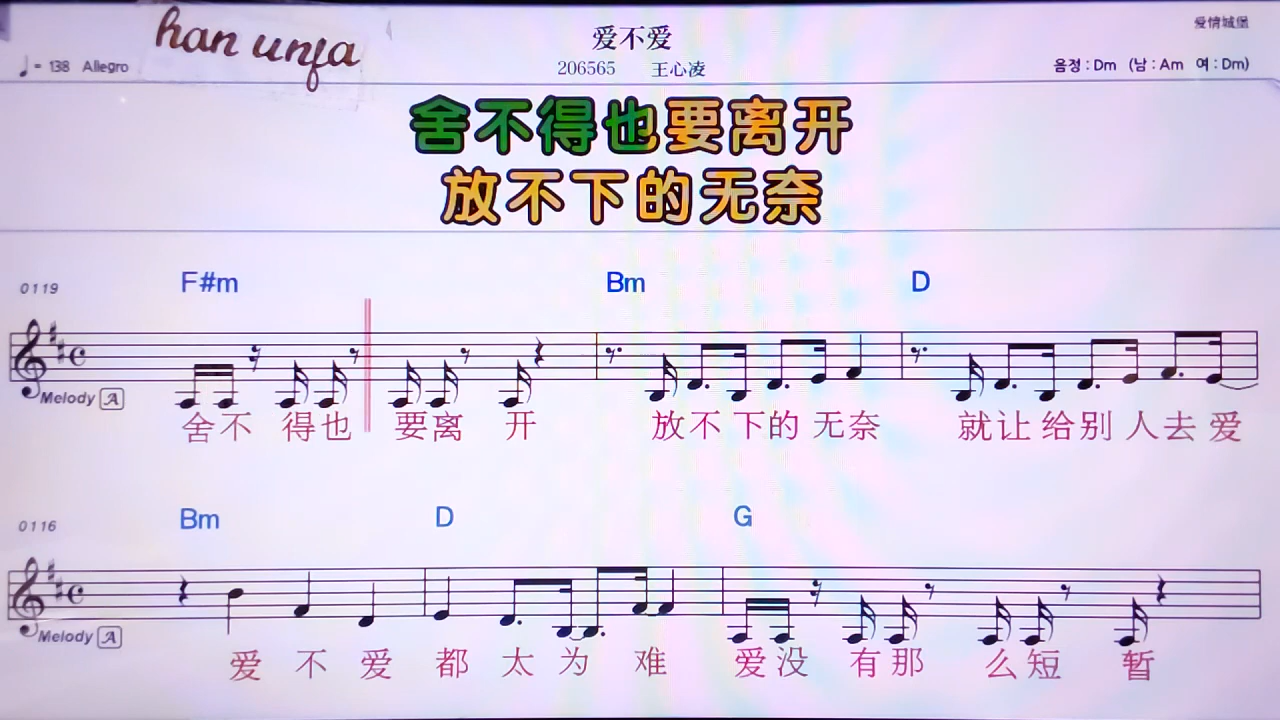 han unfa
爱不爱
爱情城堡
♩= 138 Allegro
206565 王心凌
음정 : Dm (남 : Am 여 : Dm)
舍不得也要离开
放不下的无奈
0119 F#m Bm D
Melody A
舍不 得也 要离 开 放不下的无奈 就让给别人去爱
0116 Bm D G
Melody A
爱不爱都太为难 爱没有那么短暂